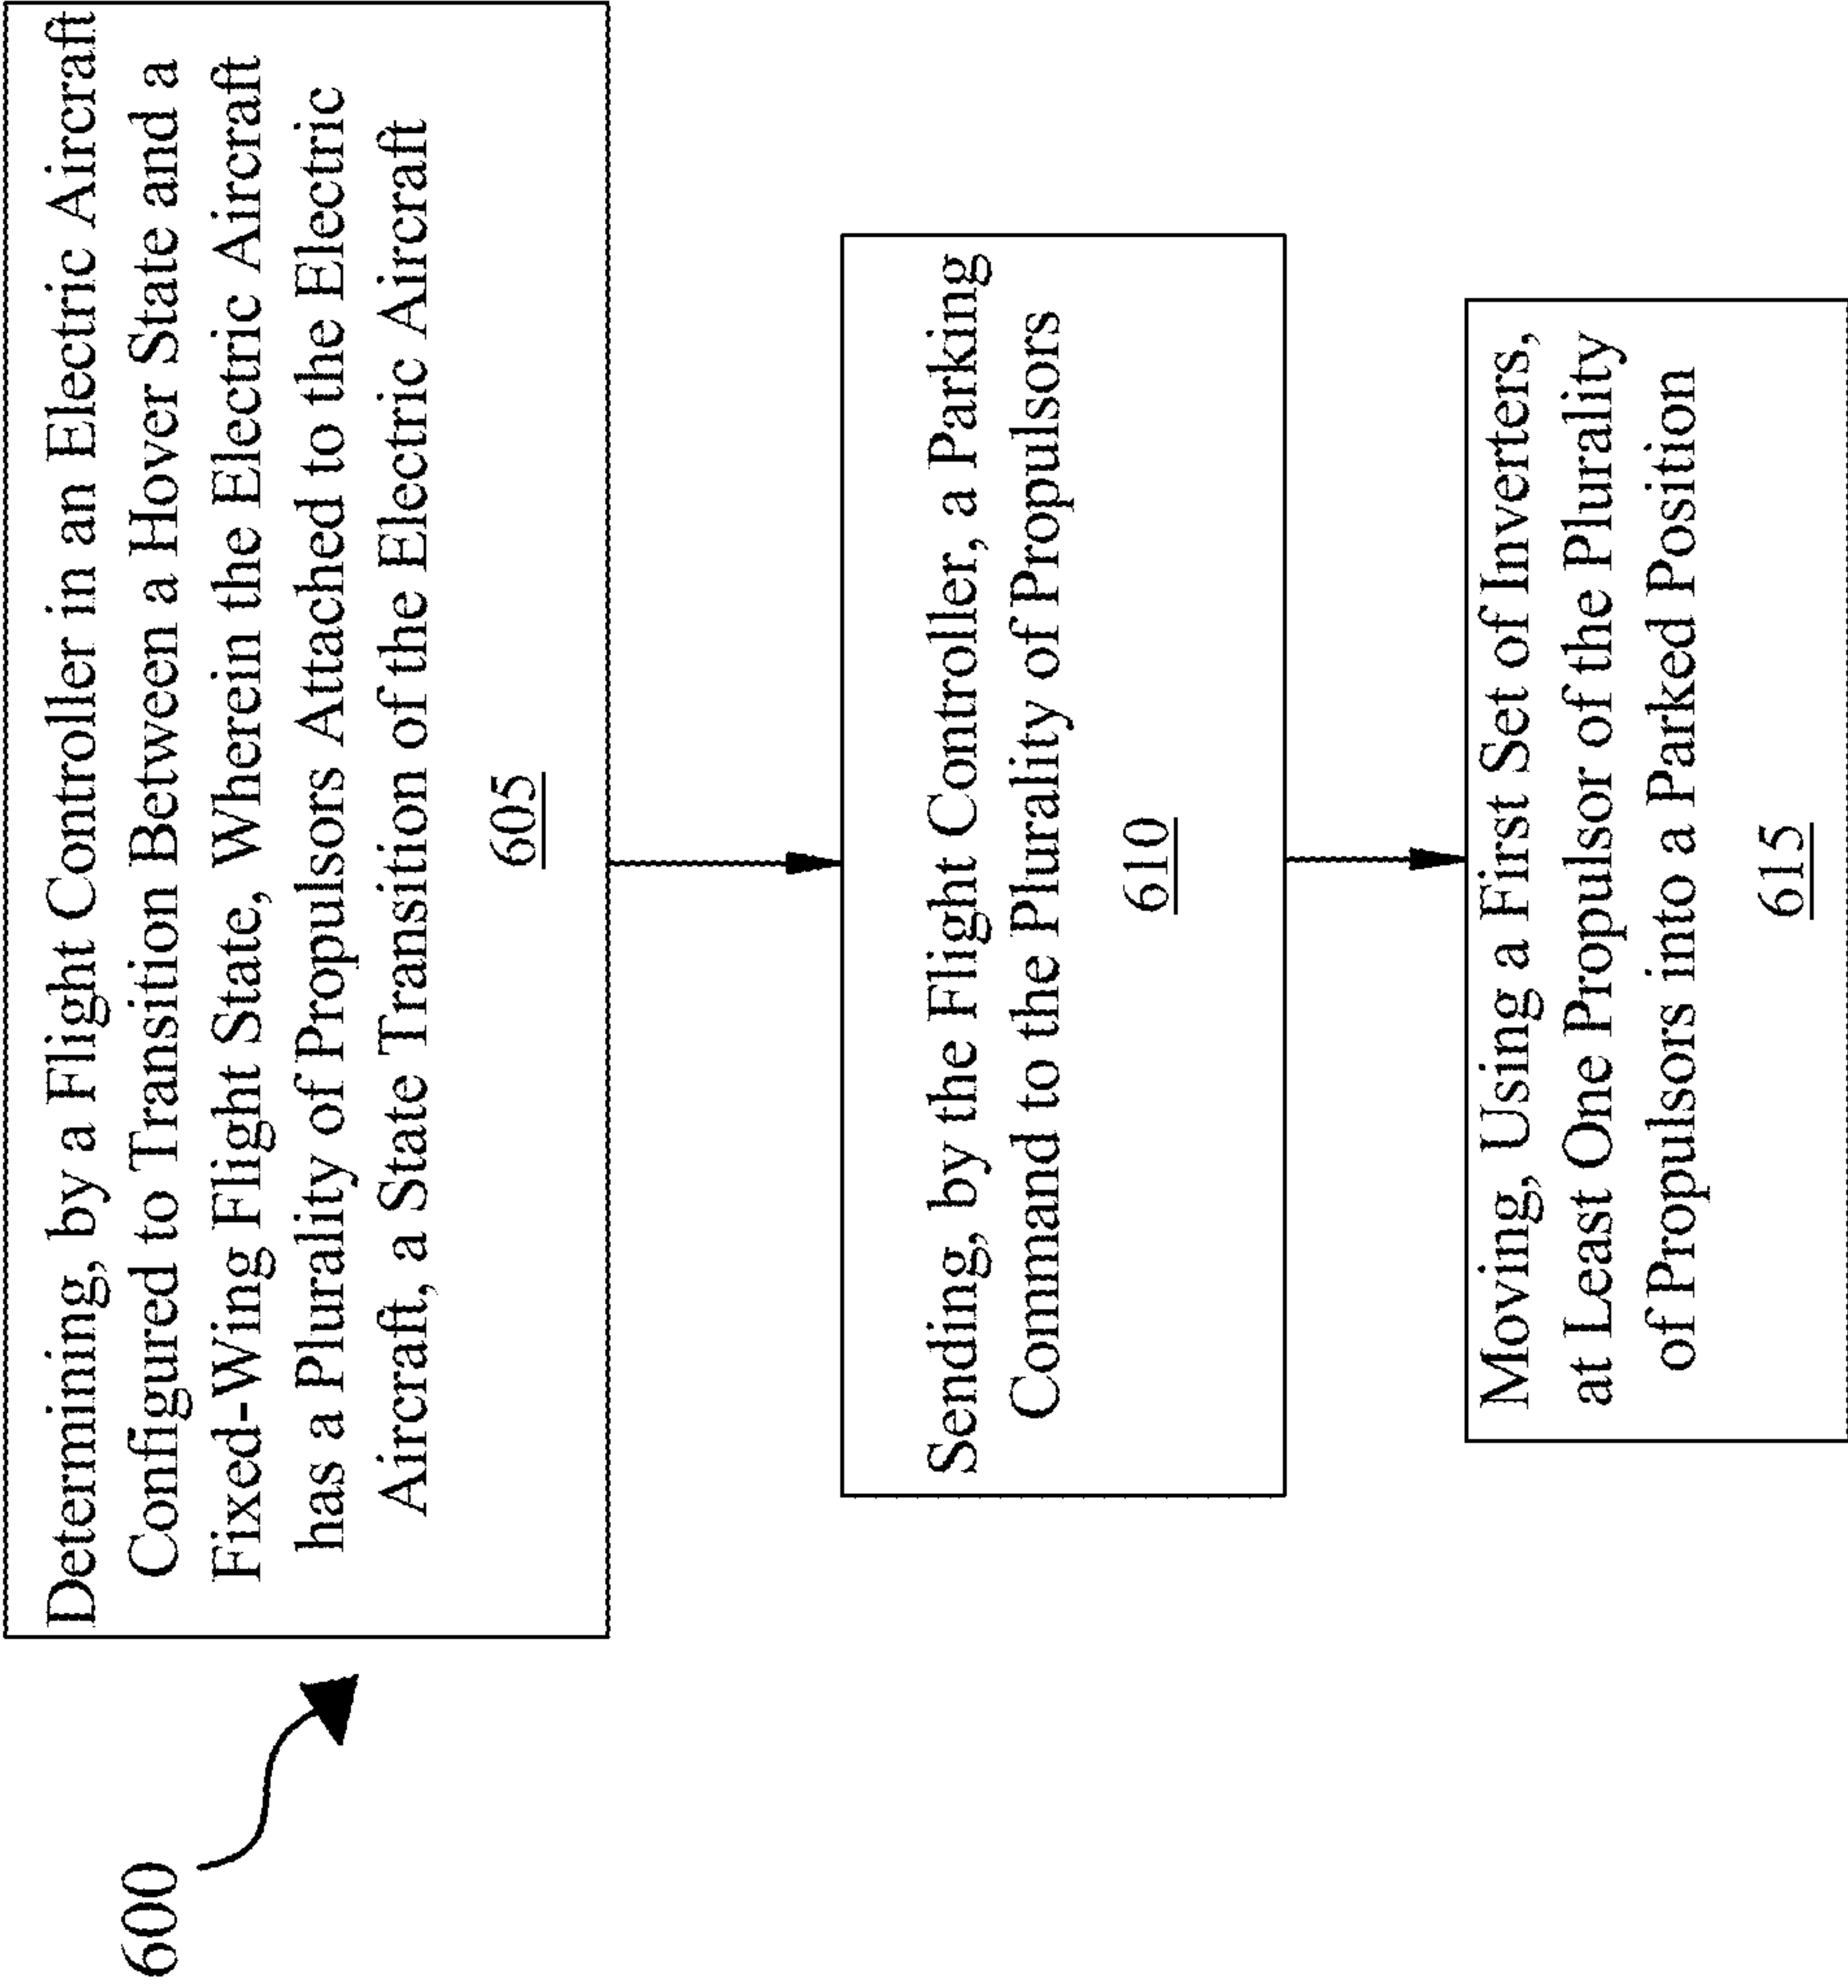 600
Determining, by a Flight Controller in an Electric Aircraft
Configured to Transition Between a Hover State and a
Fixed-Wing Flight State, Wherein the Electric Aircraft
has a Plurality of Propulsors Attached to the Electric
Aircraft, a State Transition of the Electric Aircraft
605
Sending, by the Flight Controller, a Parking
Command to the Plurality of Propulsors
610
Moving, Using a First Set of Inverters,
at Least One Propulsor of the Plurality
of Propulsors into a Parked Position
615